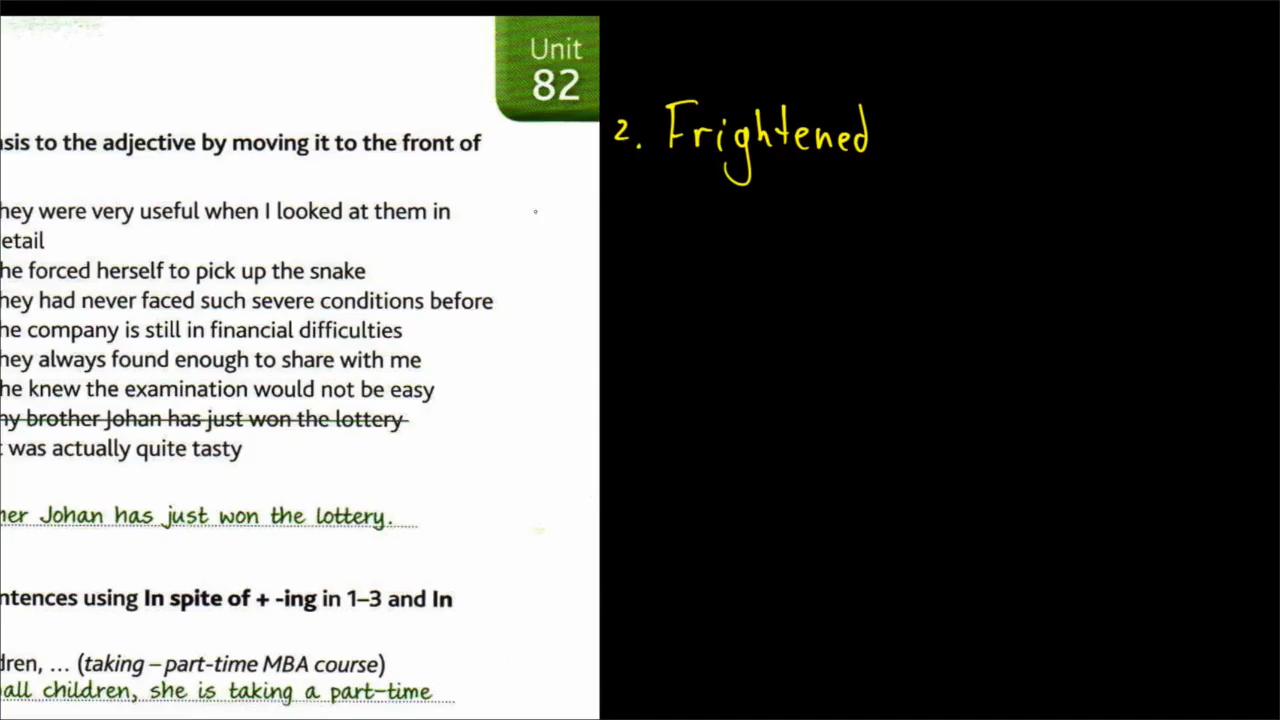 Unit
82
2. Frightened
sis to the adjective by moving it to the front of
hey were very useful when I looked at them in
etail
he forced herself to pick up the snake
hey had never faced such severe conditions before
he company is still in financial difficulties
hey always found enough to share with me
he knew the examination would not be easy
ny brother Johan has just won the lottery
was actually quite tasty
her Johan has just won the lottery.
ntences using In spite of + -ing in 1–3 and In
dren, … (taking – part-time MBA course)
all children, she is taking a part-time